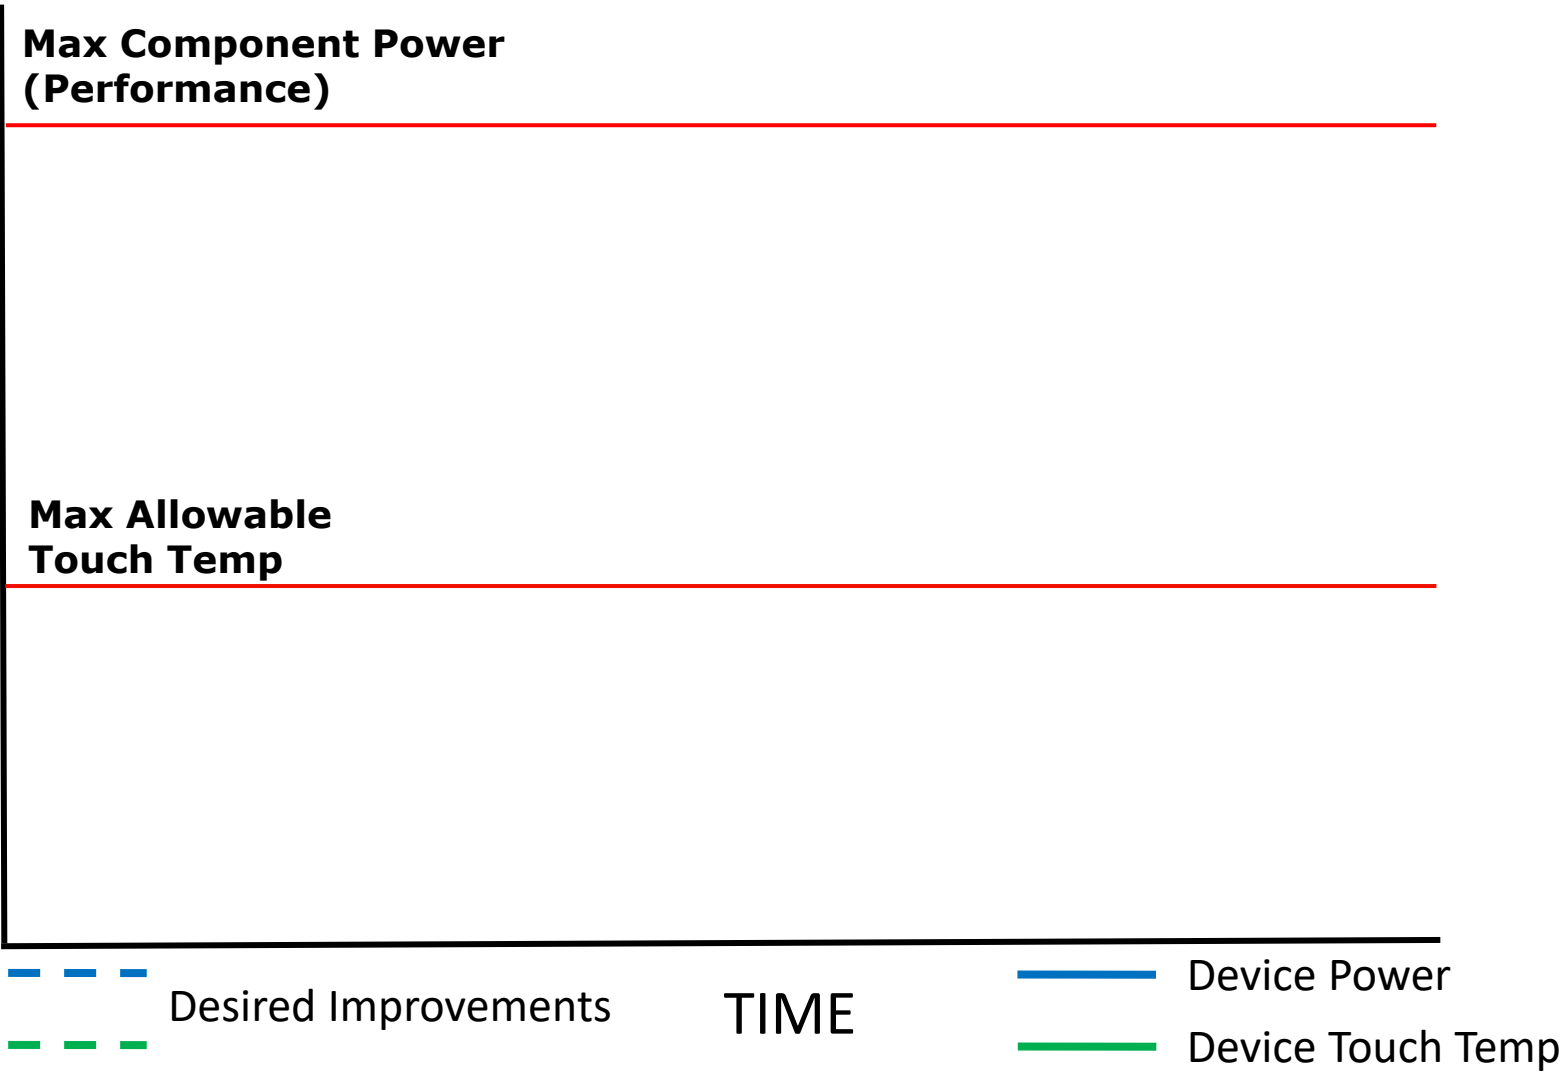 Max Component Power
(Performance)
Max Allowable
Touch Temp
Desired Improvements
TIME
Device Power
Device Touch Temp